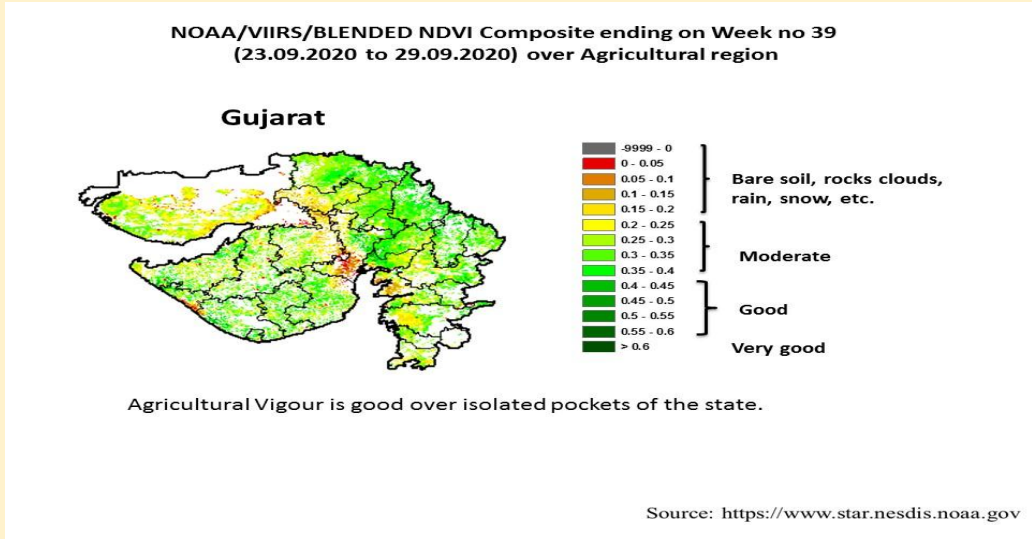 NOAA/VIIRS/BLENDED NDVI Composite ending on Week no 39
(23.09.2020 to 29.09.2020) over Agricultural region
Gujarat
-9999 - 0
0 - 0.05
0.05 - 0.1
0.1 - 0.15
0.15 - 0.2
0.2 - 0.25
0.25 - 0.3
0.3 - 0.35
0.35 - 0.4
0.4 - 0.45
0.45 - 0.5
0.5 - 0.55
0.55 - 0.6
> 0.6
Bare soil, rocks clouds,
rain, snow, etc.
Moderate
Good
Very good
Agricultural Vigour is good over isolated pockets of the state.
Source: https://www.star.nesdis.noaa.gov